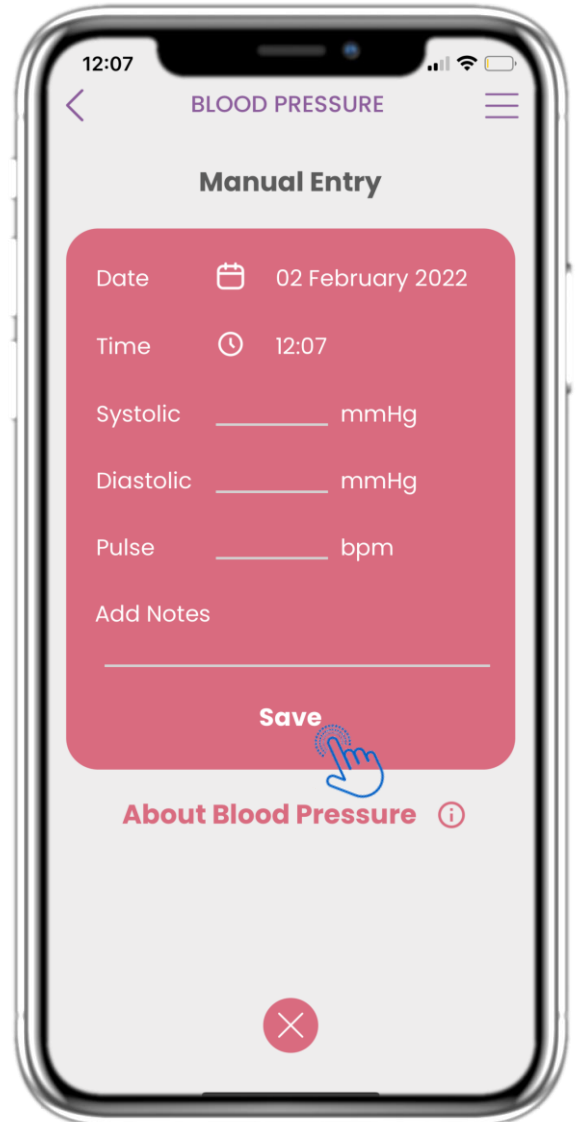 12:07
BLOOD PRESSURE
Manual Entry
Date 02 February 2022
Time 12:07
Systolic mmHg
Diastolic mmHg
Pulse bpm
Add Notes
Save
About Blood Pressure